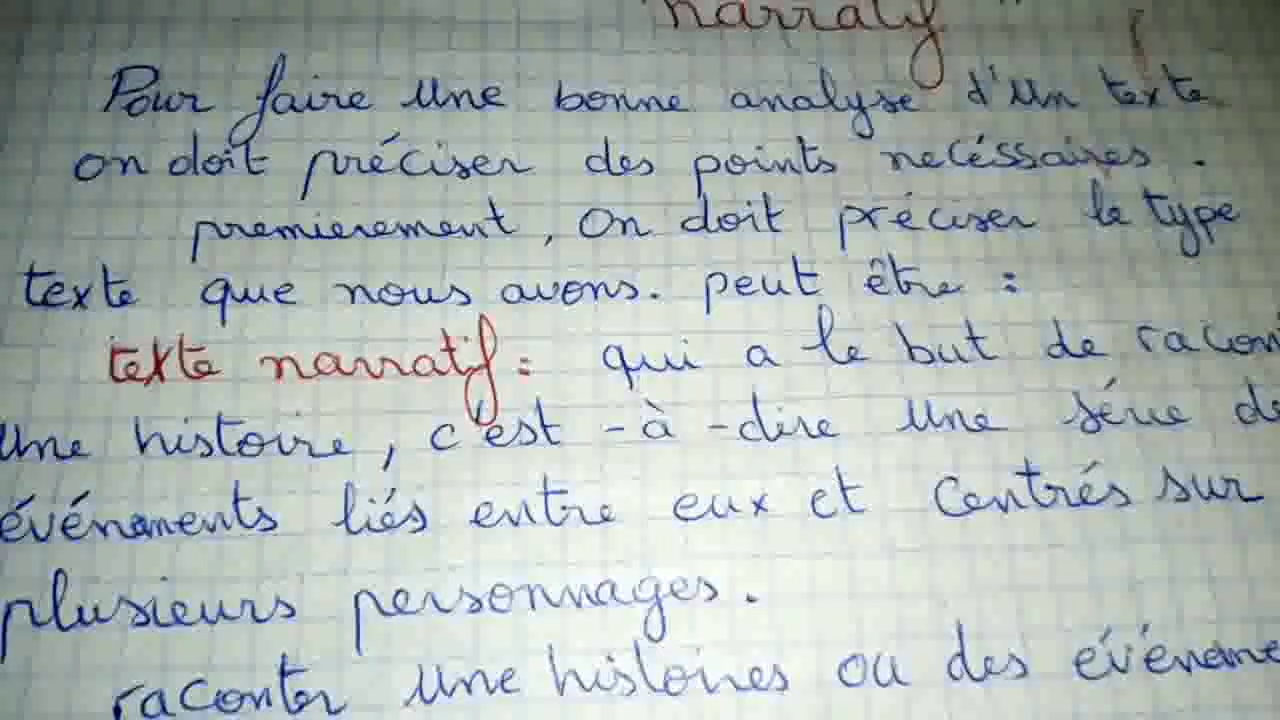 narratif "
Pour faire une bonne analyse d'un texte
on doit préciser des points necéssaires .
premierement, on doit préciser le type
texte que nous avons. peut être :
texte narratif : qui a le but de racon
une histoire, c'est -à -dire une série de
événements liés entre eux et centrés sur
plusieurs personnages .
raconter une histoires ou des événeme